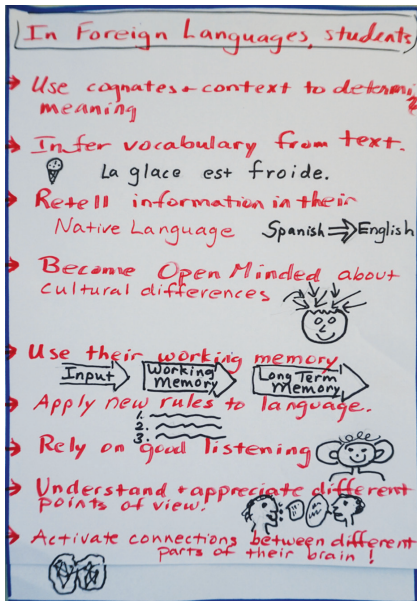 In Foreign Languages, students
Use cognates + context to determi
meaning
Infer vocabulary from text.
La glace est froide.
Retell information in their
Native Language Spanish ⇒ English
Become Open Minded about
cultural differences
Use their working memory
Input Working Memory Long Term Memory
Apply new rules to language.
1.
2.
3.
Rely on good listening
Understand + appreciate different
points of view!
Activate connections between different
parts of their brain!